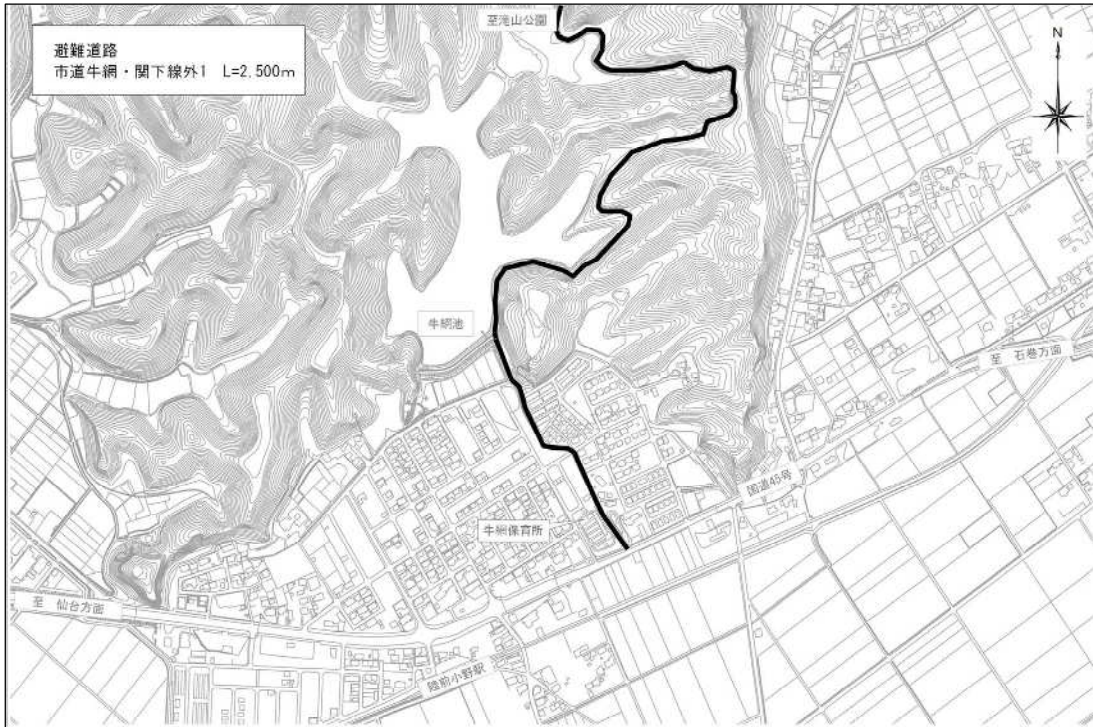 避難道路
市道牛網・関下線外1 L=2,500m
至滝山公園
N
牛網池
至 石巻方面
国道45号
牛網保育所
至 仙台方面
陸前小野駅